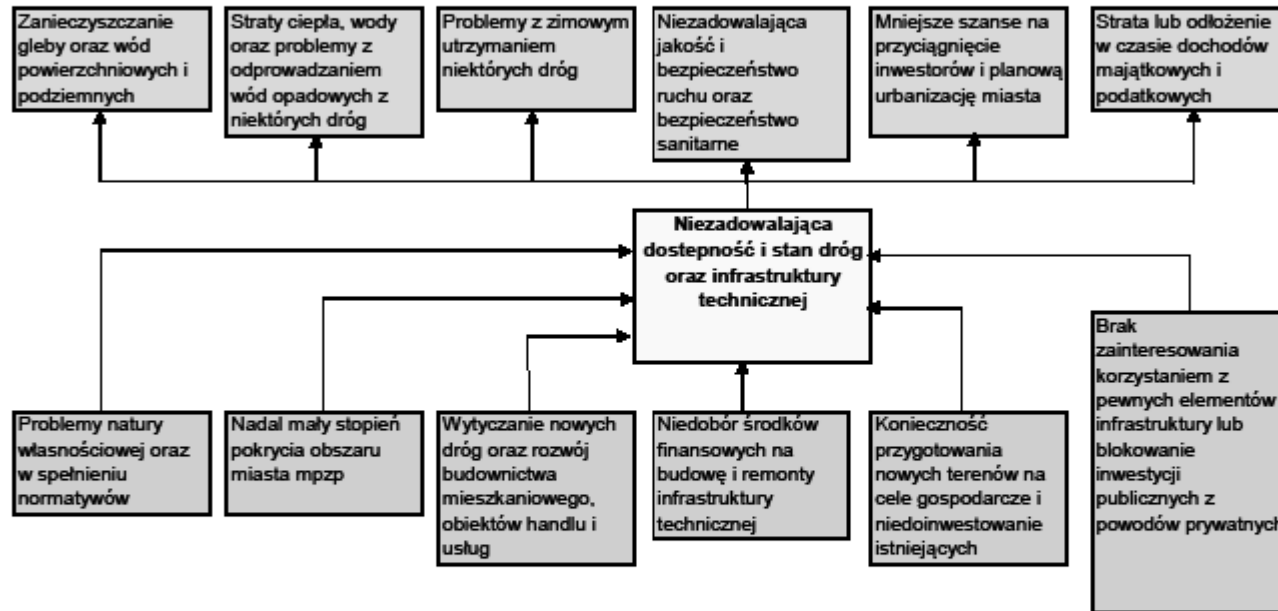 Zanieczyszczanie
gleby oraz wód
powierzchniowych i
podziemnych
Straty ciepła, wody
oraz problemy z
odprowadzaniem
wód opadowych z
niektórych dróg
Problemy z zimowym
utrzymaniem
niektórych dróg
Niezadowalająca
jakość i
bezpieczeństwo
ruchu oraz
bezpieczeństwo
sanitarne
Mniejsze szanse na
przyciągnięcie
inwestorów i planową
urbanizację miasta
Strata lub odłożenie
w czasie dochodów
majątkowych i
podatkowych
Niezadowalająca
dostepność i stan dróg
oraz infrastruktury
technicznej
Problemy natury
własnościowej oraz
w spełnieniu
normatywów
Nadal mały stopień
pokrycia obszaru
miasta mpzp
Wytyczanie nowych
dróg oraz rozwój
budownictwa
mieszkaniowego,
obiektów handlu i
usług
Niedobór środków
finansowych na
budowę i remonty
infrastruktury
technicznej
Konieczność
przygotowania
nowych terenów na
cele gospodarcze i
niedoinwestowanie
istniejących
Brak
zainteresowania
korzystaniem z
pewnych elementów
infrastruktury lub
blokowanie
inwestycji
publicznych z
powodów prywatnych